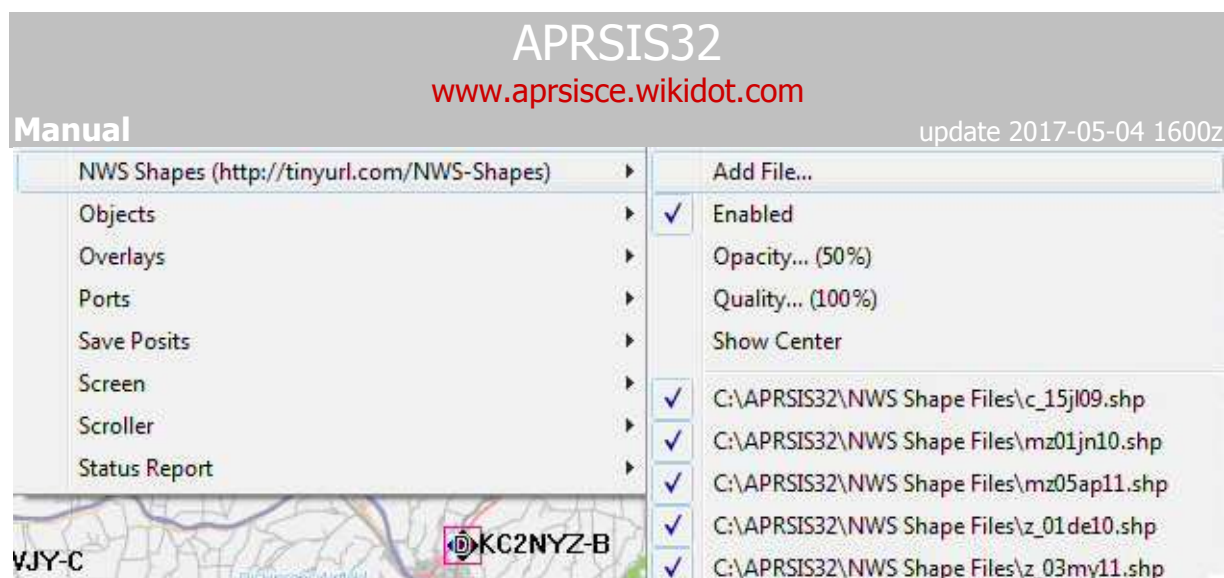 APRSIS32
www.aprsisce.wikidot.com
Manual update 2017-05-04 1600z
NWS Shapes (http://tinyurl.com/NWS-Shapes)
Objects
Overlays
Ports
Save Posits
Screen
Scroller
Status Report
Add File...
Enabled
Opacity... (50%)
Quality... (100%)
Show Center
C:\APRSIS32\NWS Shape Files\c_15jl09.shp
C:\APRSIS32\NWS Shape Files\mz01jn10.shp
C:\APRSIS32\NWS Shape Files\mz05ap11.shp
C:\APRSIS32\NWS Shape Files\z_01de10.shp
C:\APRSIS32\NWS Shape Files\z_03my11.shp
D KC2NYZ-B
VJY-C